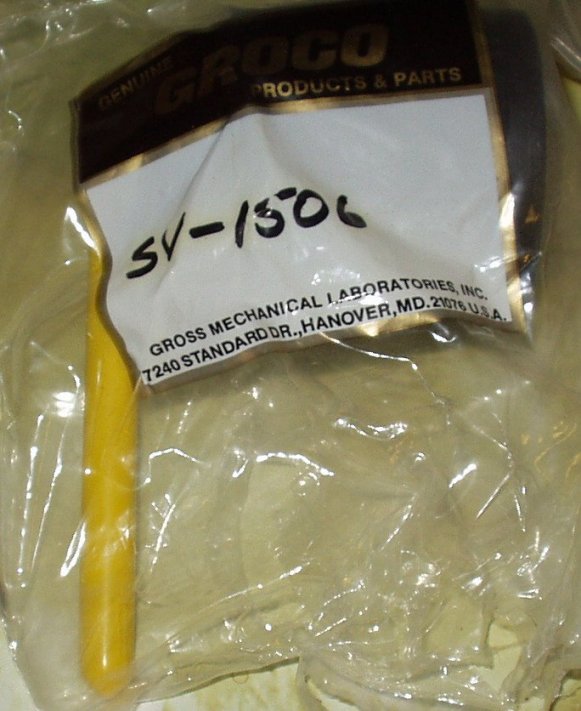 GENUINE
GROCO
PRODUCTS & PARTS
SV-1506
GROSS MECHANICAL LABORATORIES, INC.
7240 STANDARD DR., HANOVER, MD. 21076 U.S.A.